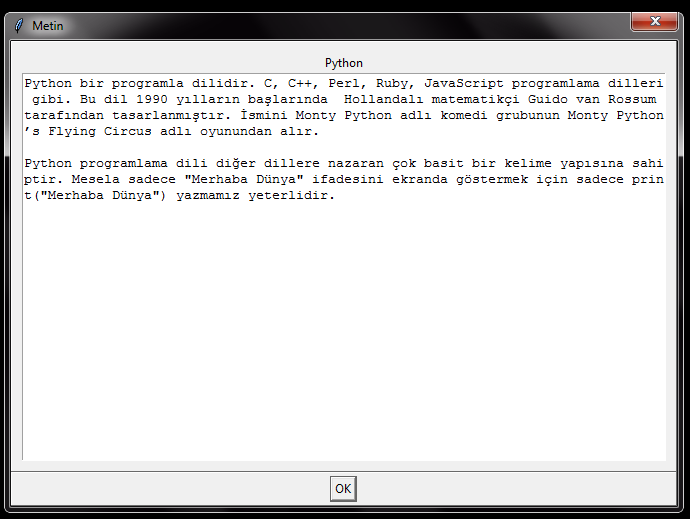 Metin
Python
Python bir programla dilidir. C, C++, Perl, Ruby, JavaScript programlama dilleri
gibi. Bu dil 1990 yılların başlarında  Hollandalı matematikçi Guido van Rossum
tarafından tasarlanmıştır. İsmini Monty Python adlı komedi grubunun Monty Python
’s Flying Circus adlı oyunundan alır.
Python programlama dili diğer dillere nazaran çok basit bir kelime yapısına sahi
ptir. Mesela sadece "Merhaba Dünya" ifadesini ekranda göstermek için sadece prin
t("Merhaba Dünya") yazmamız yeterlidir.
OK